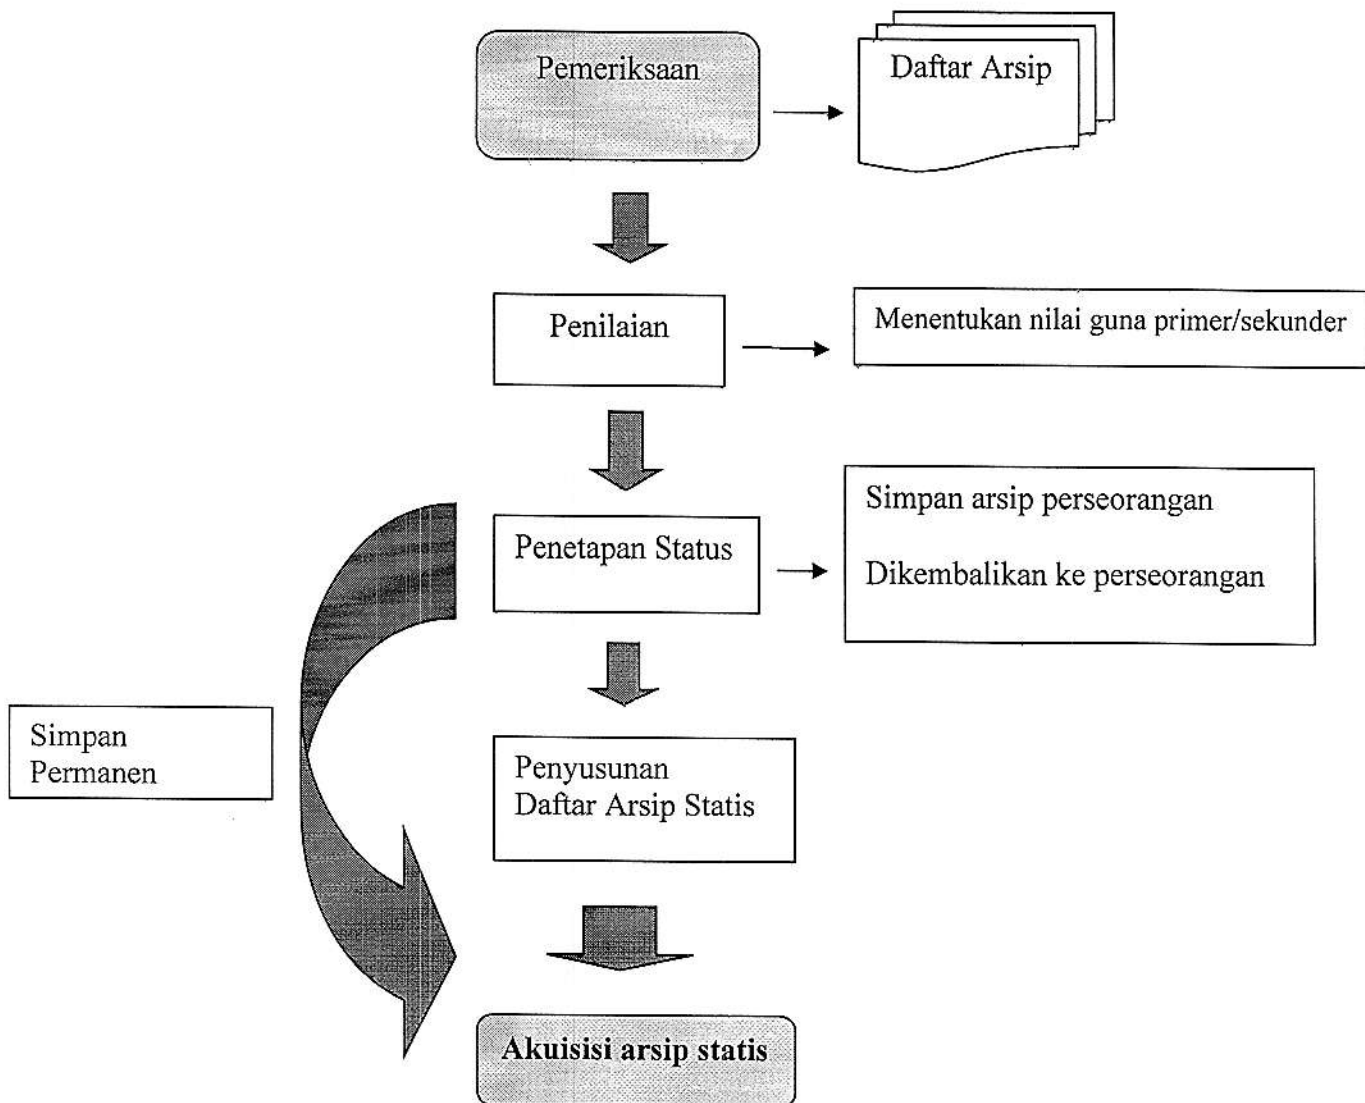 Pemeriksaan
Daftar Arsip
Penilaian
Menentukan nilai guna primer/sekunder
Penetapan Status
Simpan arsip perseorangan
Dikembalikan ke perseorangan
Simpan
Permanen
Penyusunan
Daftar Arsip Statis
Akuisisi arsip statis